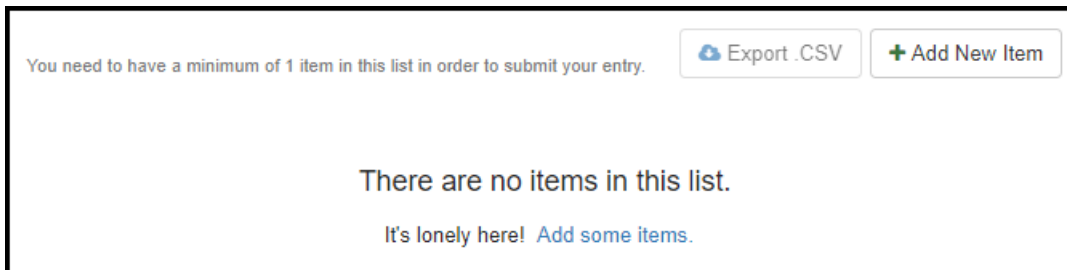 You need to have a minimum of 1 item in this list in order to submit your entry.
Export .CSV
Add New Item
There are no items in this list.
It's lonely here! Add some items.